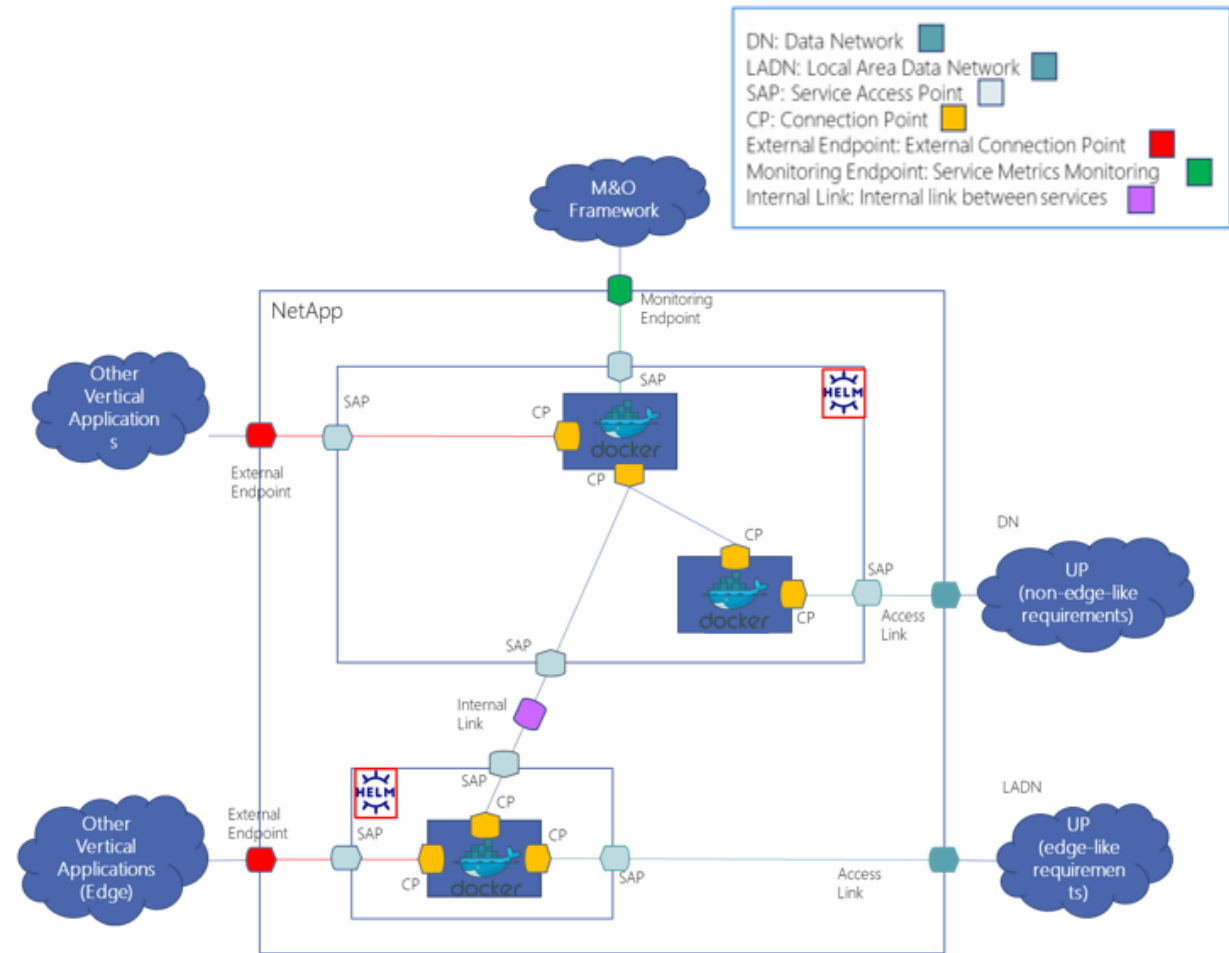 DN: Data Network
LADN: Local Area Data Network
SAP: Service Access Point
CP: Connection Point
External Endpoint: External Connection Point
Monitoring Endpoint: Service Metrics Monitoring
Internal Link: Internal link between services
M&O
Framework
NetApp
Monitoring
Endpoint
Other
Vertical
Application
s
SAP
SAP
HELM
CP
docker
External
Endpoint
CP
DN
CP
SAP
UP
(non-edge-like
requirements)
docker
CP
Access
Link
SAP
Internal
Link
SAP
HELM
LADN
CP
External
Endpoint
SAP
CP
Other
Vertical
Applications
(Edge)
UP
(edge-like
requiremen
ts)
CP
docker
SAP
Access
Link